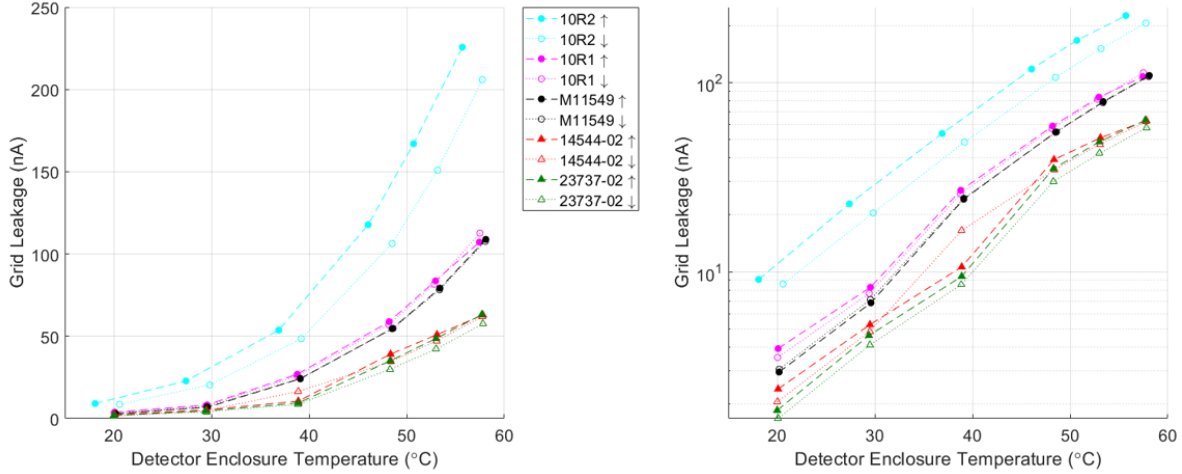 250
200
150
100
50
0
20
30
40
50
60
Grid Leakage (nA)
Detector Enclosure Temperature (°C)
10R2 ↑
10R2 ↓
10R1 ↑
10R1 ↓
M11549 ↑
M11549 ↓
14544-02 ↑
14544-02 ↓
23737-02 ↑
23737-02 ↓
10²
10¹
20
30
40
50
60
Grid Leakage (nA)
Detector Enclosure Temperature (°C)